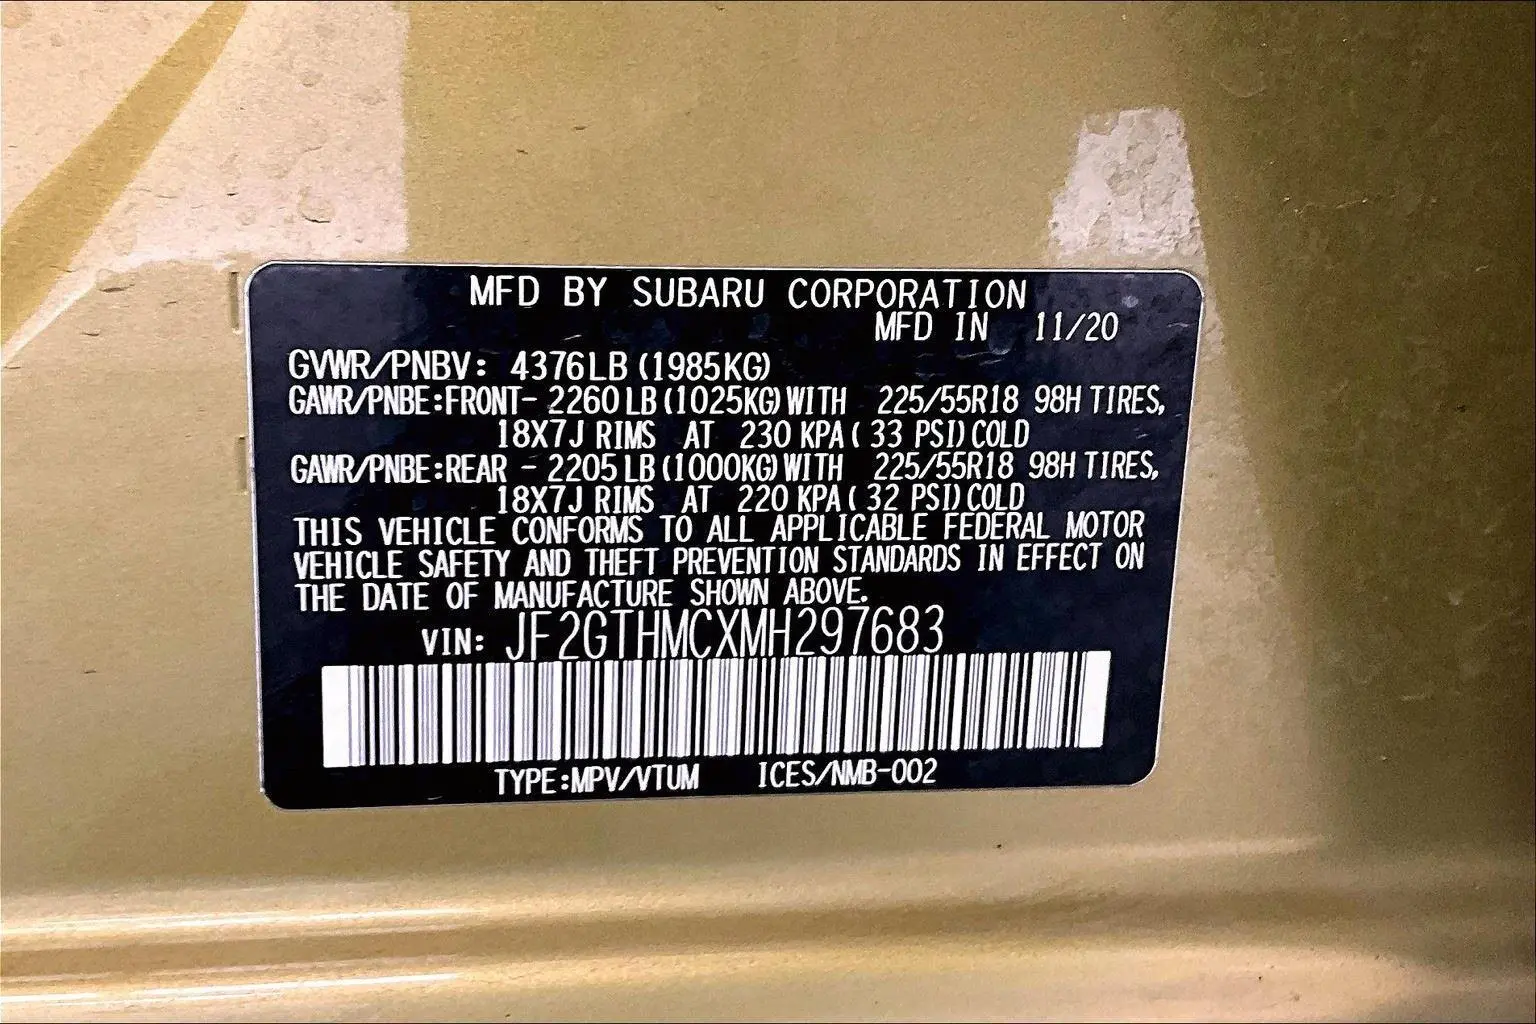 MFD BY SUBARU CORPORATION
MFD IN 11/20
GVWR/PNBV: 4376LB (1985KG)
GAWR/PNBE:FRONT- 2260 LB (1025KG) WITH 225/55R18 98H TIRES,
18X7J RIMS AT 230 KPA ( 33 PSI) COLD
GAWR/PNBE:REAR - 2205 LB (1000KG) WITH 225/55R18 98H TIRES,
18X7J RIMS AT 220 KPA ( 32 PSI) COLD
THIS VEHICLE CONFORMS TO ALL APPLICABLE FEDERAL MOTOR
VEHICLE SAFETY AND THEFT PREVENTION STANDARDS IN EFFECT ON
THE DATE OF MANUFACTURE SHOWN ABOVE.
VIN: JF2GTHMCXMH297683
TYPE:MPV/VTUM ICES/NMB-002